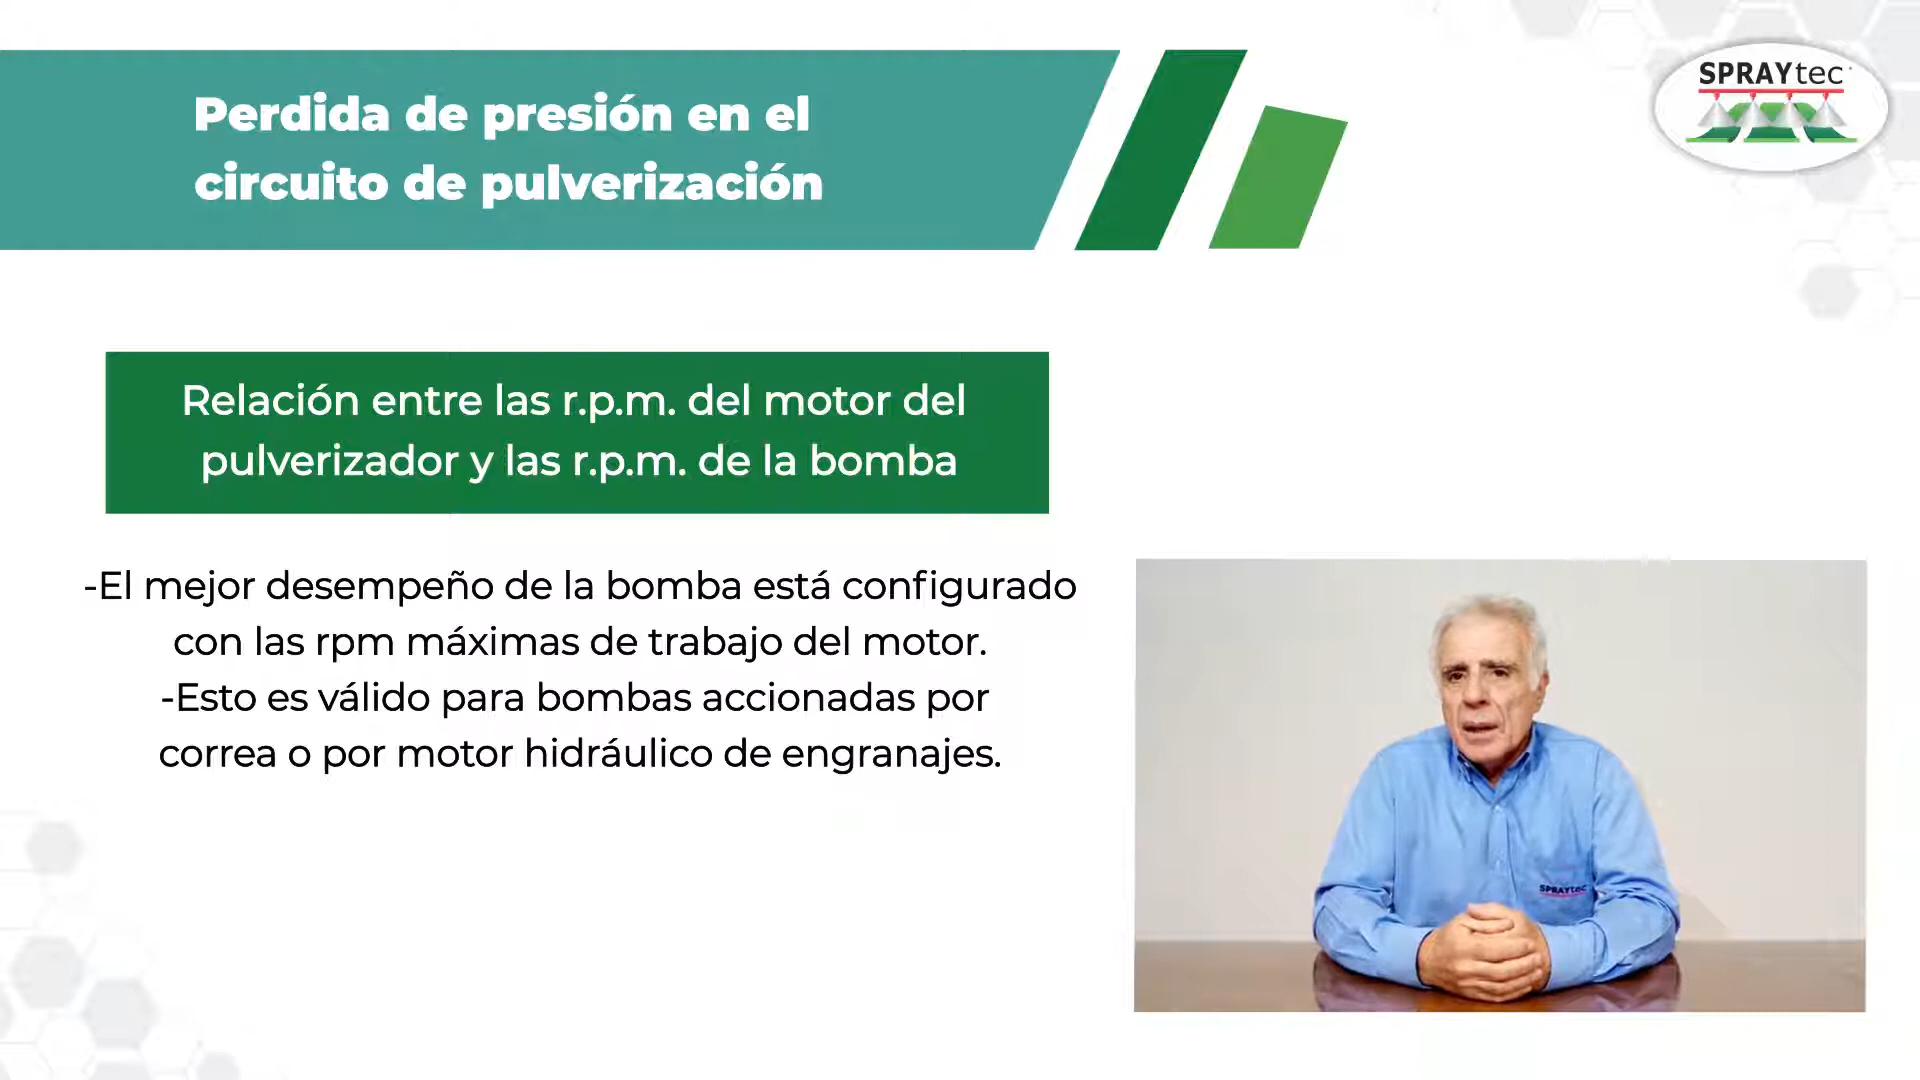 Perdida de presión en el
circuito de pulverización
SPRAYtec
Relación entre las r.p.m. del motor del
pulverizador y las r.p.m. de la bomba
-El mejor desempeño de la bomba está configurado
con las rpm máximas de trabajo del motor.
-Esto es válido para bombas accionadas por
correa o por motor hidráulico de engranajes.
SPRAYtec